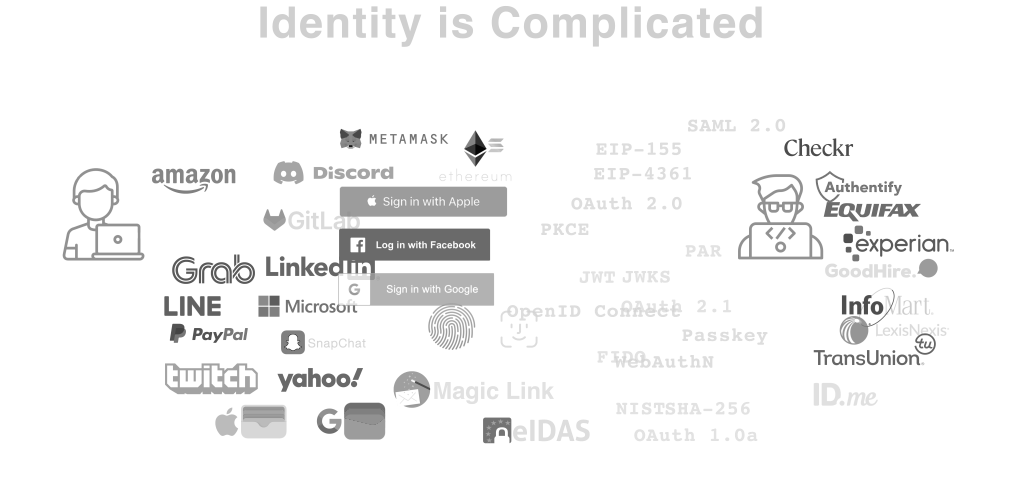 Identity is Complicated
SAML 2.0
METAMASK
EIP-155
Checkr
amazon
Discord
ethereum
EIP-4361
Authentify
Sign in with Apple
OAuth 2.0
EQUIFAX
GitLab
PKCE
Log in with Facebook
PAR
experian
Grab
LinkedIn
JWT JWKS
GoodHire.
G Sign in with Google
LINE
Microsoft
OpenID Connect
OAuth 2.1
InfoMart.
PayPal
SnapChat
Passkey
LexisNexis
tu
FIDO
WebAuthN
TransUnion
twitch
yahoo!
Magic Link
ID.me
G
NIST
SHA-256
eIDAS
OAuth 1.0a